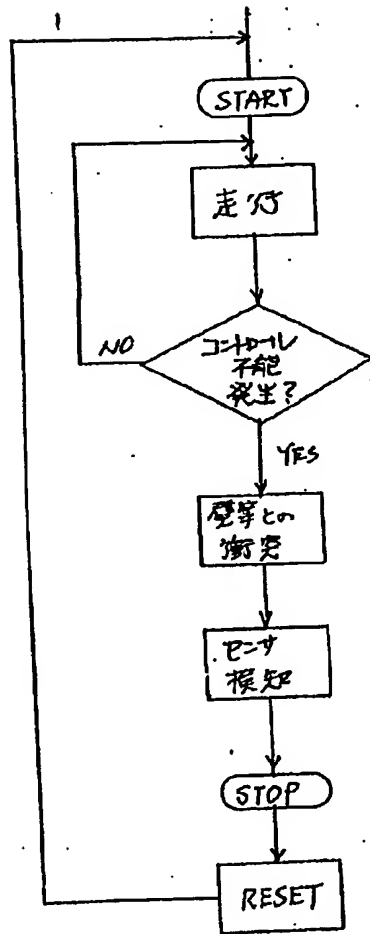 START
走行
コントロール
不能
発生?
NO
YES
壁等との
衝突
センサ
検知
STOP
RESET